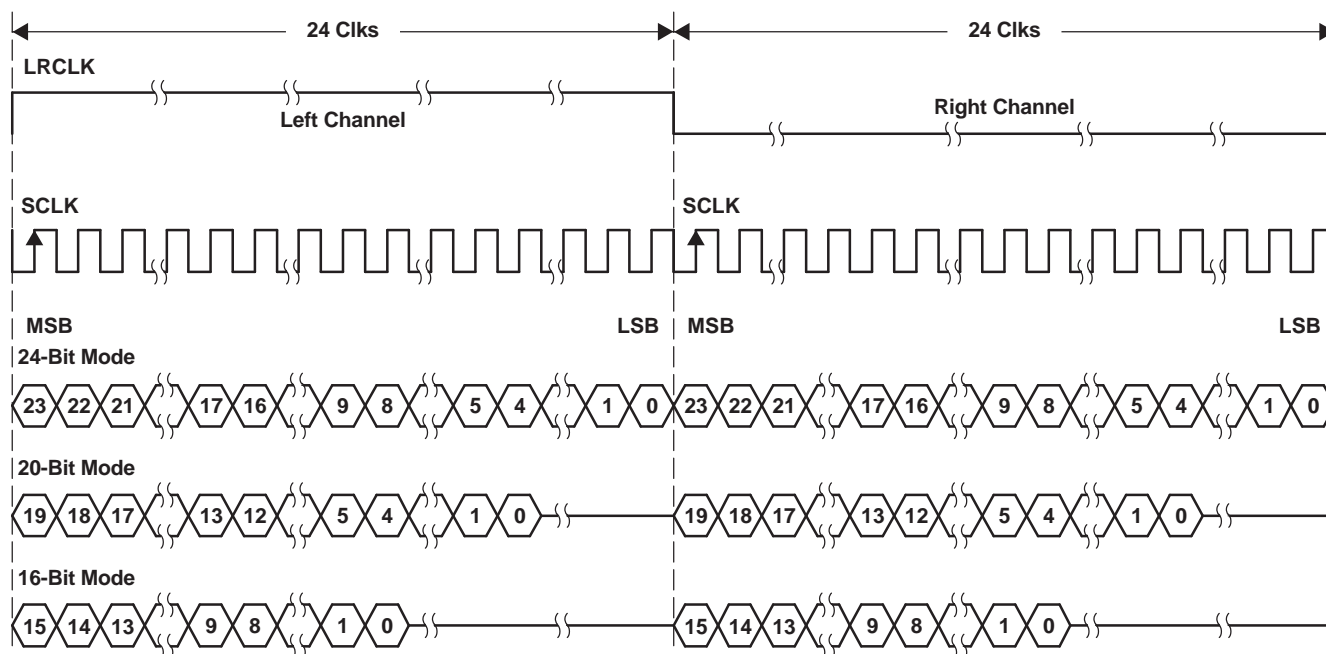 24 Clks 24 Clks
LRCLK
Left Channel
Right Channel
SCLK SCLK
MSB LSB MSB LSB
24-Bit Mode
23 22 21 17 16 9 8 5 4 1 0 23 22 21 17 16 9 8 5 4 1 0
20-Bit Mode
19 18 17 13 12 5 4 1 0 19 18 17 13 12 5 4 1 0
16-Bit Mode
15 14 13 9 8 1 0 15 14 13 9 8 1 0